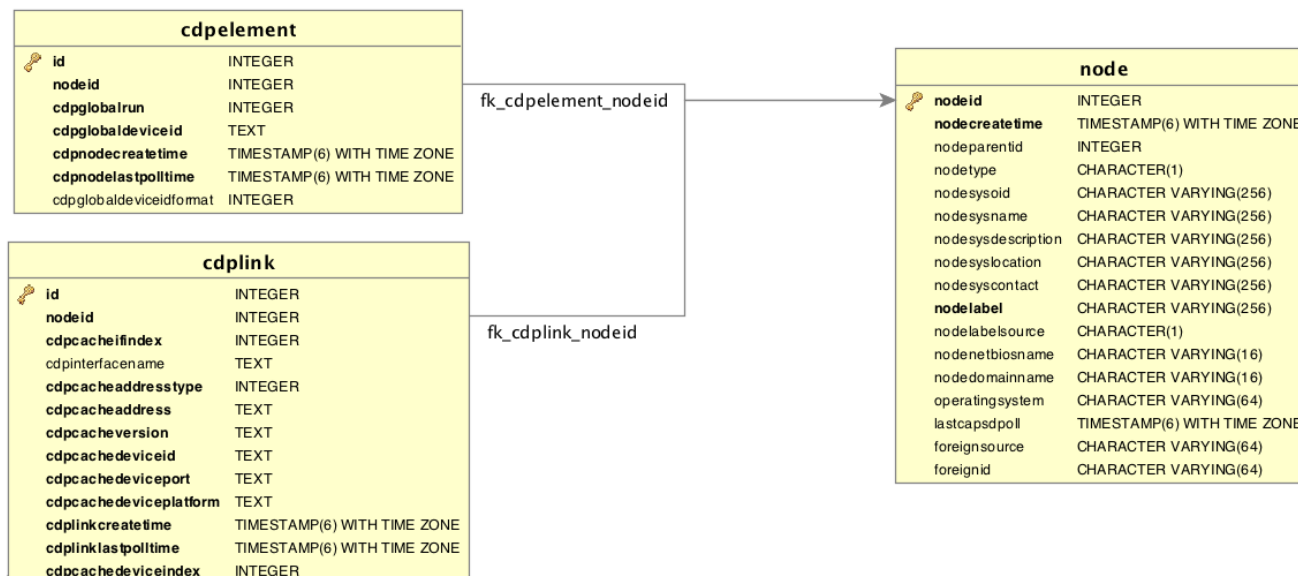 cdpelement
id INTEGER
nodeid INTEGER
cdpglobalrun INTEGER
cdpglobaldeviceid TEXT
cdpnodecreatetime TIMESTAMP(6) WITH TIME ZONE
cdpnodelastpolltime TIMESTAMP(6) WITH TIME ZONE
cdpglobaldeviceidformat INTEGER
fk_cdpelement_nodeid
cdplink
id INTEGER
nodeid INTEGER
cdpcacheifindex INTEGER
cdpinterfacename TEXT
cdpcacheaddresstype INTEGER
cdpcacheaddress TEXT
cdpcacheversion TEXT
cdpcachedeviceid TEXT
cdpcachedeviceport TEXT
cdpcachedeviceplatform TEXT
cdplinkcreatetime TIMESTAMP(6) WITH TIME ZONE
cdplinklastpolltime TIMESTAMP(6) WITH TIME ZONE
cdpcachedeviceindex INTEGER
fk_cdplink_nodeid
node
nodeid INTEGER
nodecreatetime TIMESTAMP(6) WITH TIME ZONE
nodeparentid INTEGER
nodetype CHARACTER(1)
nodesysoid CHARACTER VARYING(256)
nodesysname CHARACTER VARYING(256)
nodesysdescription CHARACTER VARYING(256)
nodesyslocation CHARACTER VARYING(256)
nodesyscontact CHARACTER VARYING(256)
nodelabel CHARACTER VARYING(256)
nodelabelsource CHARACTER(1)
nodenetbiosname CHARACTER VARYING(16)
nodedomainname CHARACTER VARYING(16)
operatingsystem CHARACTER VARYING(64)
lastcapsdpoll TIMESTAMP(6) WITH TIME ZONE
foreignsource CHARACTER VARYING(64)
foreignid CHARACTER VARYING(64)